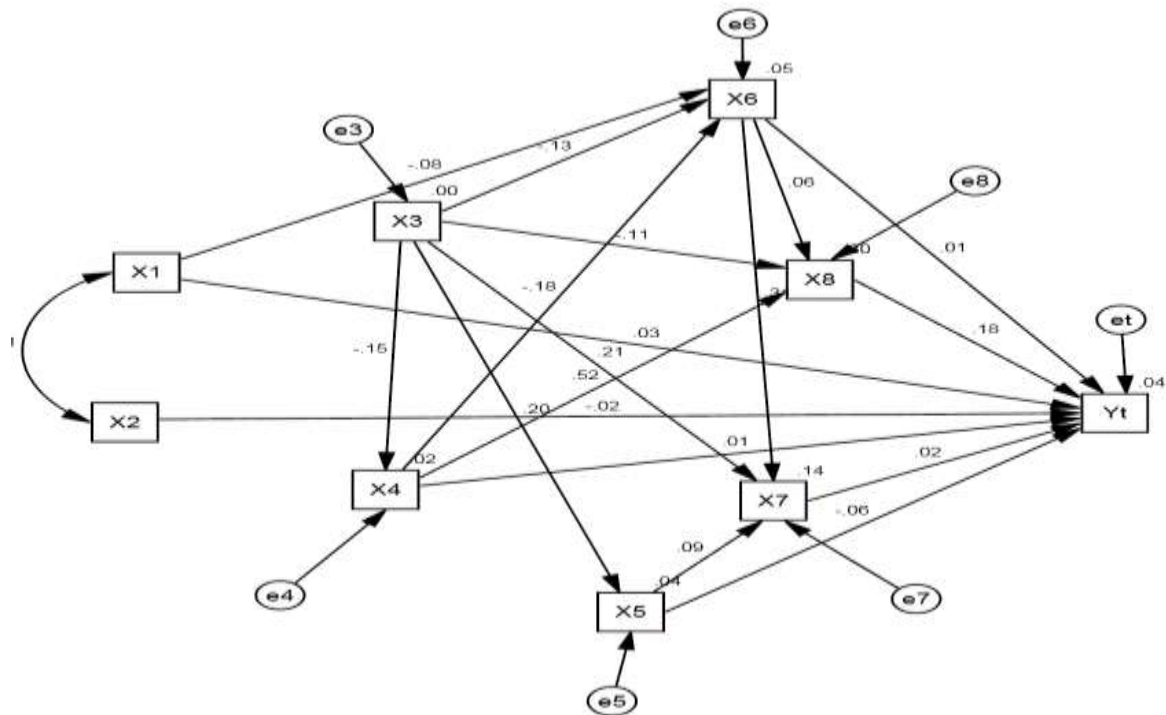 e6
.05
X6
e3
-.13
-.08
.00
.06
e8
X3
-.11
.01
X1
X8
-.18
et
.03
.18
-.15
.21
.04
.52
X2
.20
-.02
Yt
.02
.01
.14
.02
X4
X7
-.06
.09
e4
.04
e7
X5
e5